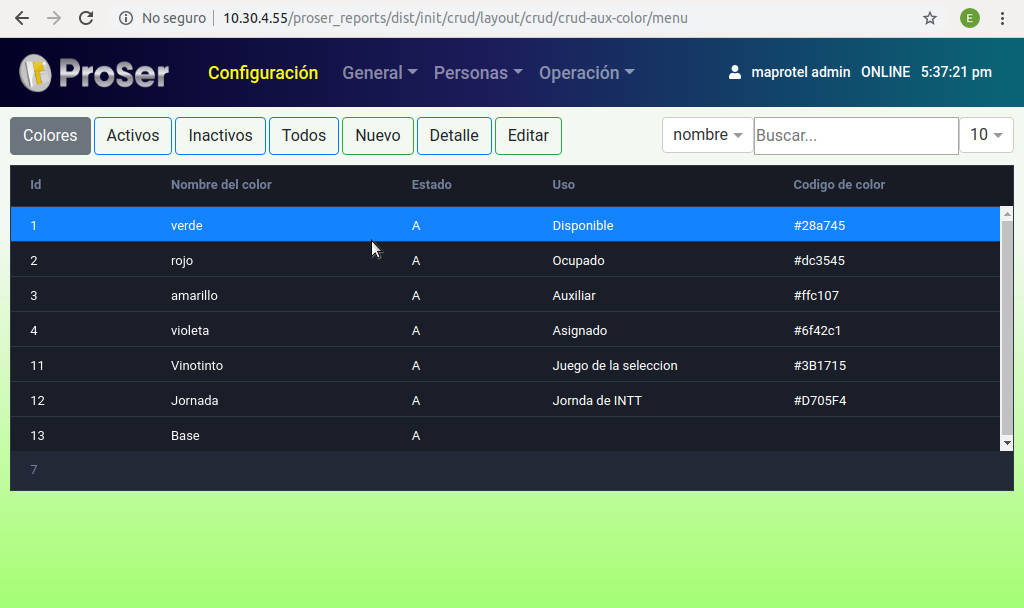 No seguro 10.30.4.55/proser_reports/dist/init/crud/layout/crud/crud-aux-color/menu E
ProSer Configuración General Personas Operación maprotel admin ONLINE 5:37:21 pm
Colores Activos Inactivos Todos Nuevo Detalle Editar nombre Buscar... 10
Id Nombre del color Estado Uso Codigo de color
1 verde A Disponible #28a745
2 rojo A Ocupado #dc3545
3 amarillo A Auxiliar #ffc107
4 violeta A Asignado #6f42c1
11 Vinotinto A Juego de la seleccion #3B1715
12 Jornada A Jornda de INTT #D705F4
13 Base A
7